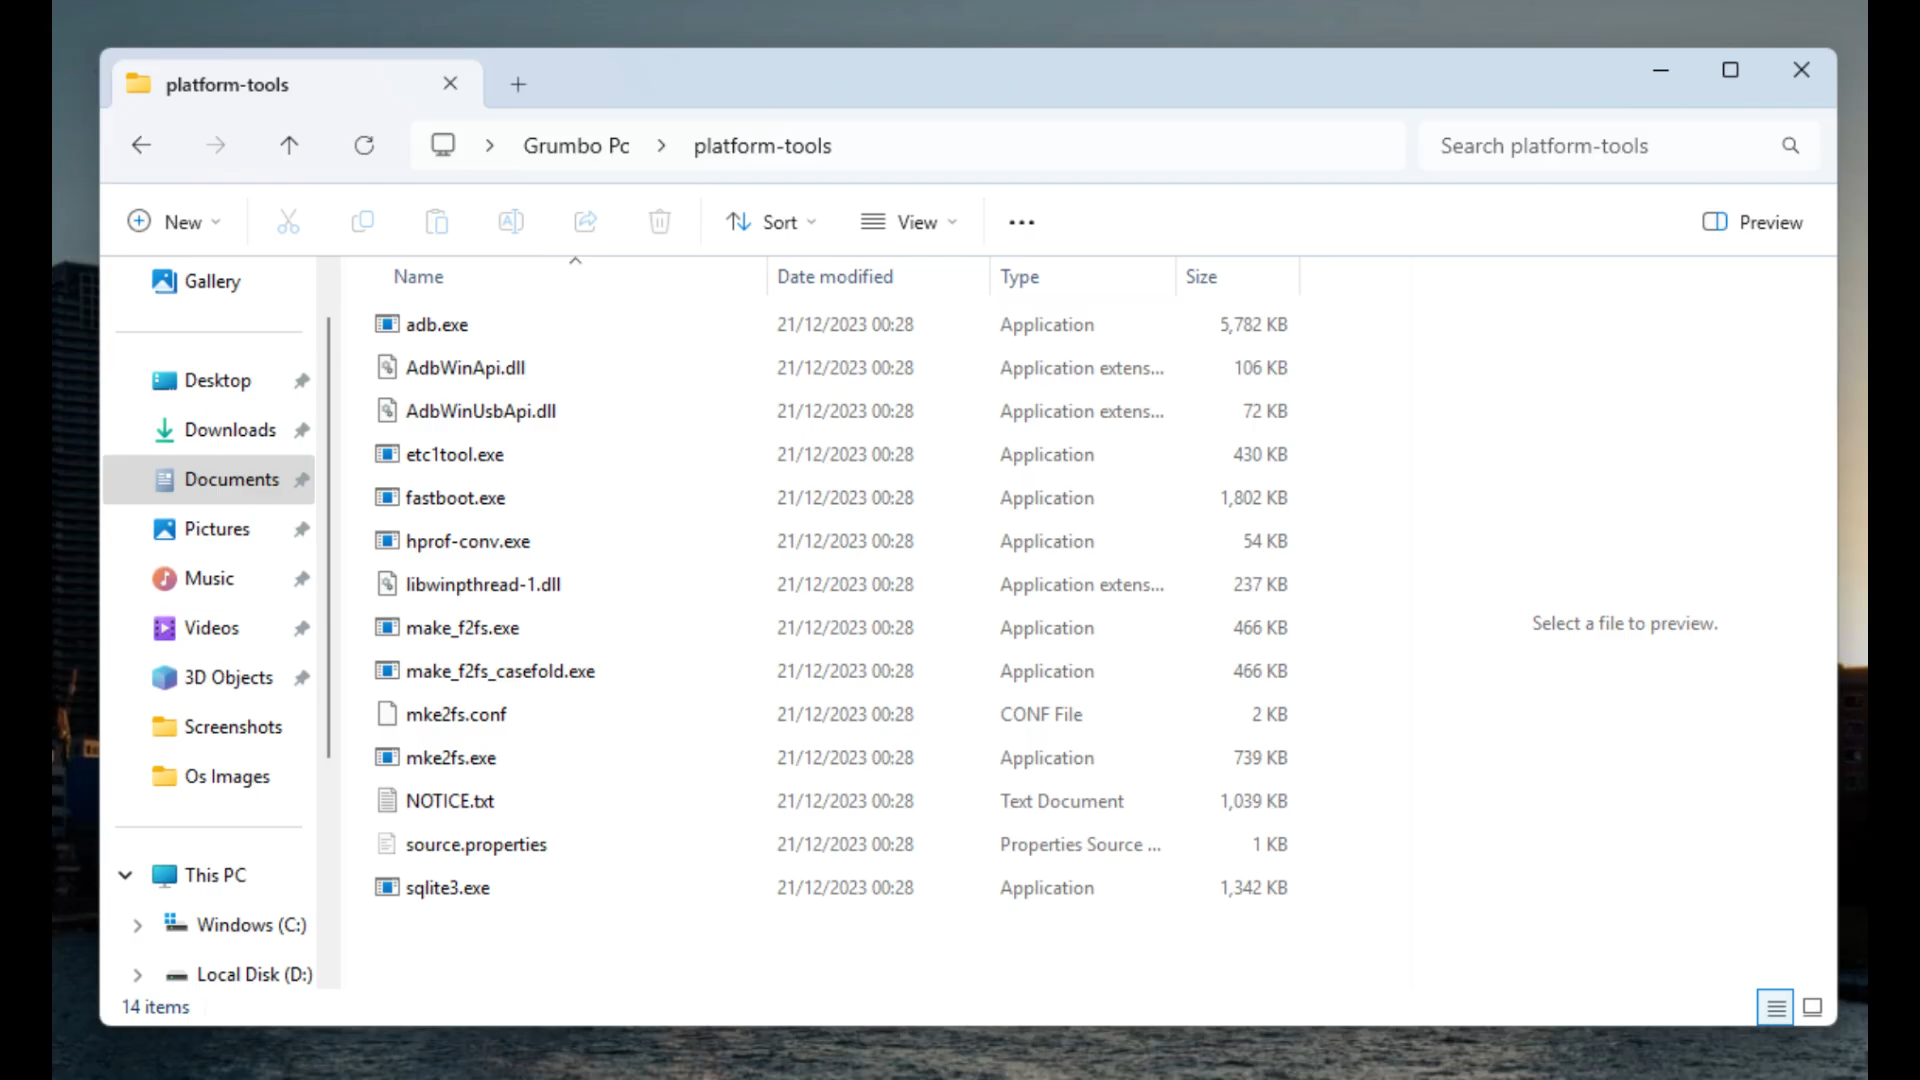 platform-tools
Grumbo Pc platform-tools
Search platform-tools
New
Sort
View
Preview
Gallery
Desktop
Downloads
Documents
Pictures
Music
Videos
3D Objects
Screenshots
Os Images
This PC
Windows (C:)
Local Disk (D:)
Name Date modified Type Size
adb.exe 21/12/2023 00:28 Application 5,782 KB
AdbWinApi.dll 21/12/2023 00:28 Application extens... 106 KB
AdbWinUsbApi.dll 21/12/2023 00:28 Application extens... 72 KB
etc1tool.exe 21/12/2023 00:28 Application 430 KB
fastboot.exe 21/12/2023 00:28 Application 1,802 KB
hprof-conv.exe 21/12/2023 00:28 Application 54 KB
libwinpthread-1.dll 21/12/2023 00:28 Application extens... 237 KB
make_f2fs.exe 21/12/2023 00:28 Application 466 KB
make_f2fs_casefold.exe 21/12/2023 00:28 Application 466 KB
mke2fs.conf 21/12/2023 00:28 CONF File 2 KB
mke2fs.exe 21/12/2023 00:28 Application 739 KB
NOTICE.txt 21/12/2023 00:28 Text Document 1,039 KB
source.properties 21/12/2023 00:28 Properties Source ... 1 KB
sqlite3.exe 21/12/2023 00:28 Application 1,342 KB
Select a file to preview.
14 items